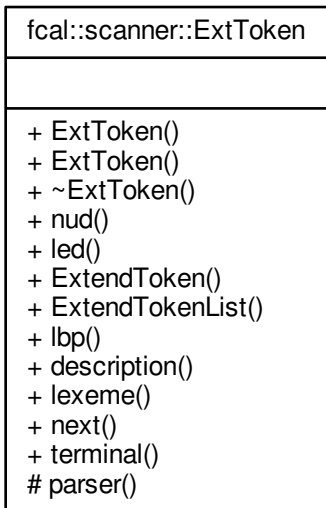 fcal::scanner::ExtToken
+ ExtToken()
+ ExtToken()
+ ~ExtToken()
+ nud()
+ led()
+ ExtendToken()
+ ExtendTokenList()
+ lbp()
+ description()
+ lexeme()
+ next()
+ terminal()
# parser()